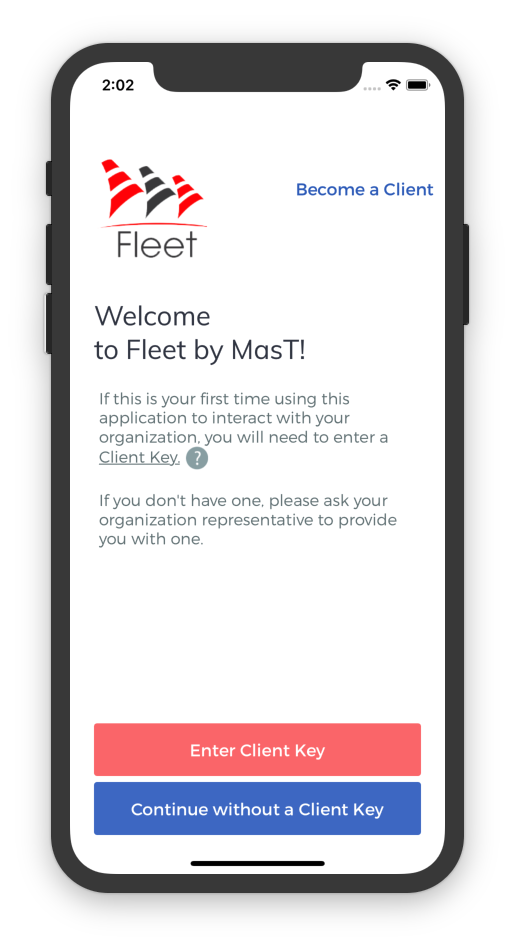 2:02
Become a Client
Fleet
Welcome
to Fleet by MasT!
If this is your first time using this
application to interact with your
organization, you will need to enter a
Client Key. ?
If you don't have one, please ask your
organization representative to provide
you with one.
Enter Client Key
Continue without a Client Key